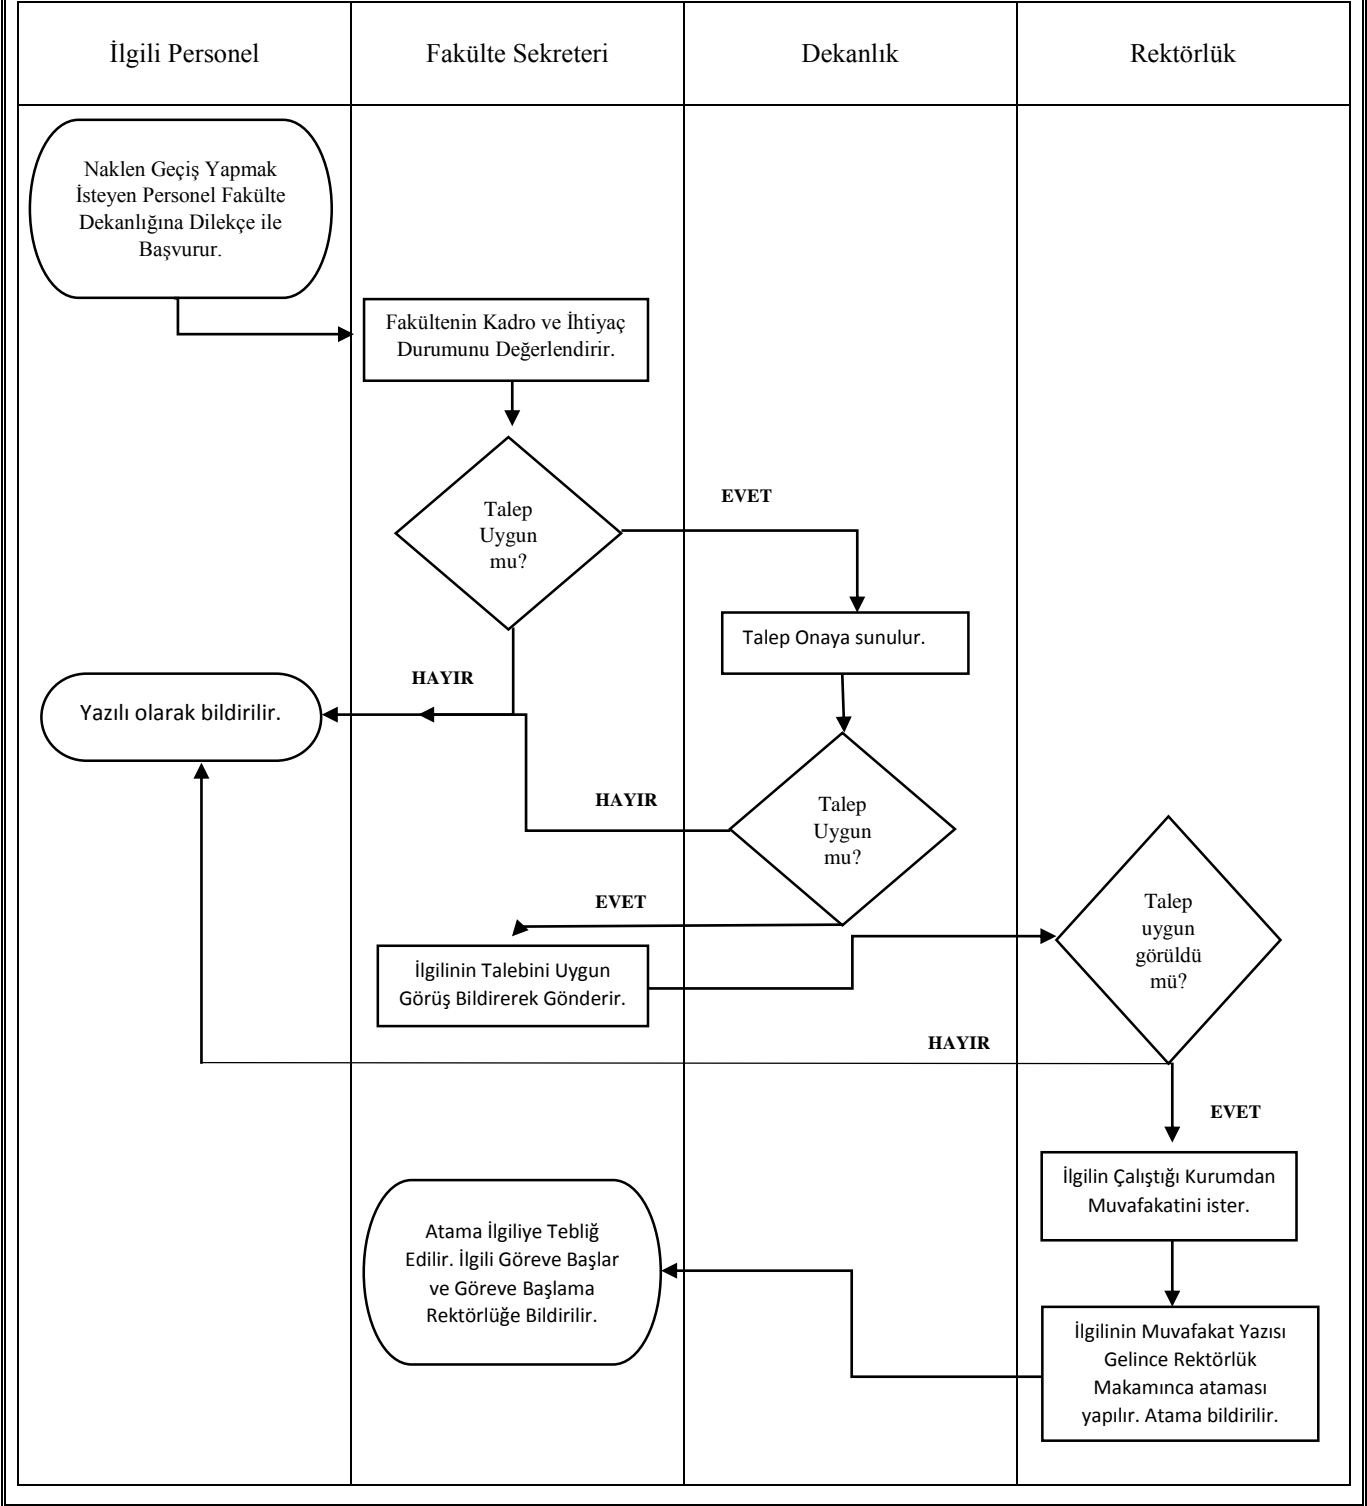 İlgili Personel
Fakülte Sekreteri
Dekanlık
Rektörlük
Naklen Geçiş Yapmak
İsteyen Personel Fakülte
Dekanlığına Dilekçe ile
Başvurur.
Fakültenin Kadro ve İhtiyaç
Durumunu Değerlendirir.
Talep
Uygun
mu?
EVET
Talep Onaya sunulur.
HAYIR
Yazılı olarak bildirilir.
HAYIR
Talep
Uygun
mu?
EVET
İlgilinin Talebini Uygun
Görüş Bildirerek Gönderir.
Talep
uygun
görüldü
mü?
HAYIR
EVET
İlgilin Çalıştığı Kurumdan
Muvafakatini ister.
İlgilinin Muvafakat Yazısı
Gelince Rektörlük
Makamınca ataması
yapılır. Atama bildirilir.
Atama İlgiliye Tebliğ
Edilir. İlgili Göreve Başlar
ve Göreve Başlama
Rektörlüğe Bildirilir.